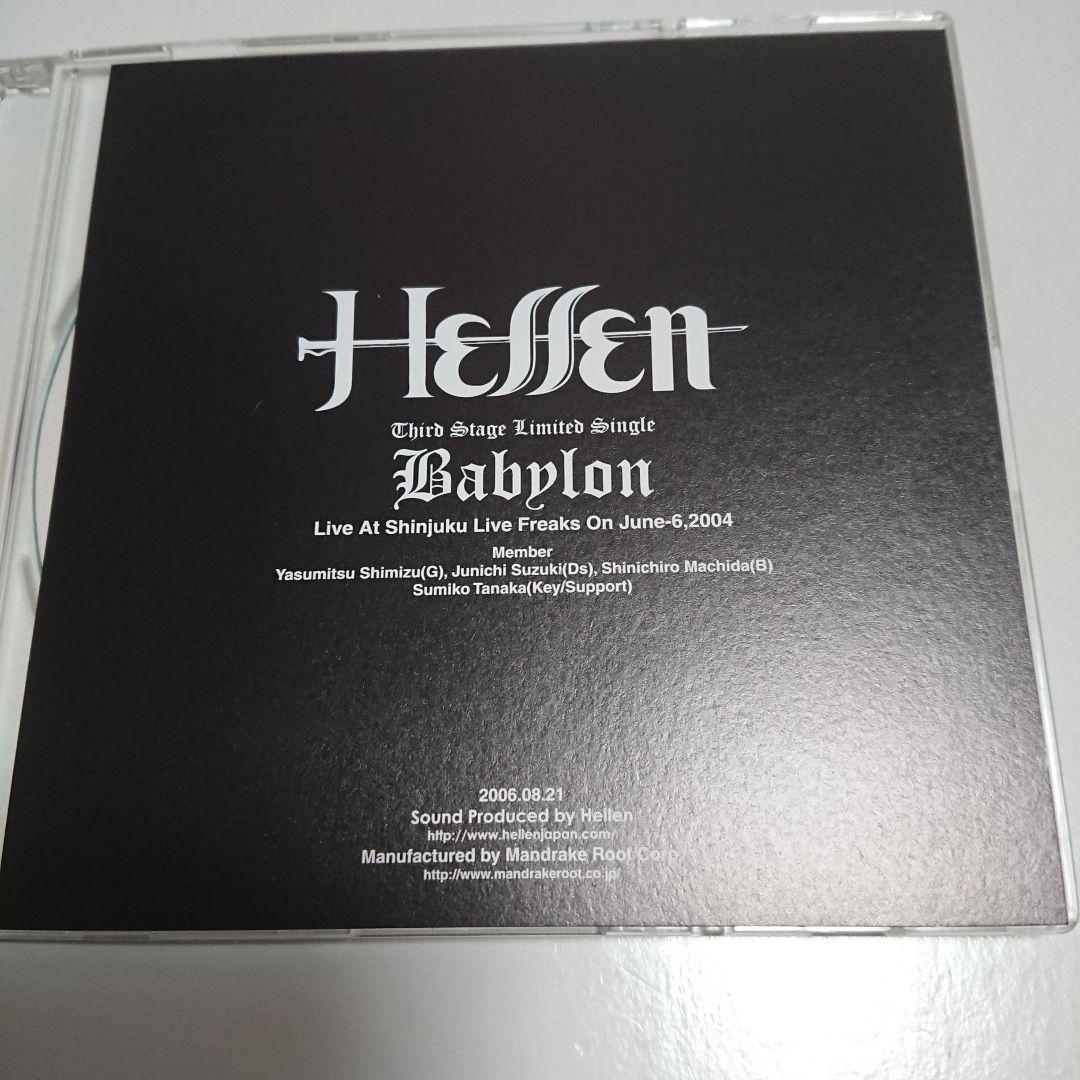 Hellen
Third Stage Limited Single
Babylon
Live At Shinjuku Live Freaks On June-6,2004
Member
Yasumitsu Shimizu(G), Junichi Suzuki(Ds), Shinichiro Machida(B)
Sumiko Tanaka(Key/Support)
2006.08.21
Sound Produced by Hellen
http://www.hellenjapan.com/
Manufactured by Mandrake Root Corp
http://www.mandrakeroot.co.jp/